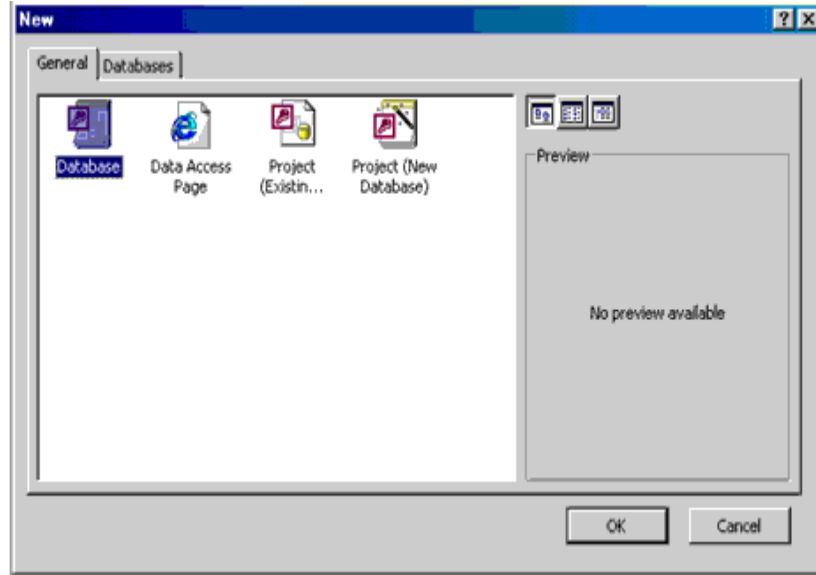 New
General Databases
Database Data Access Project Project (New
Page (Existin... Database)
Preview
No preview available
OK Cancel